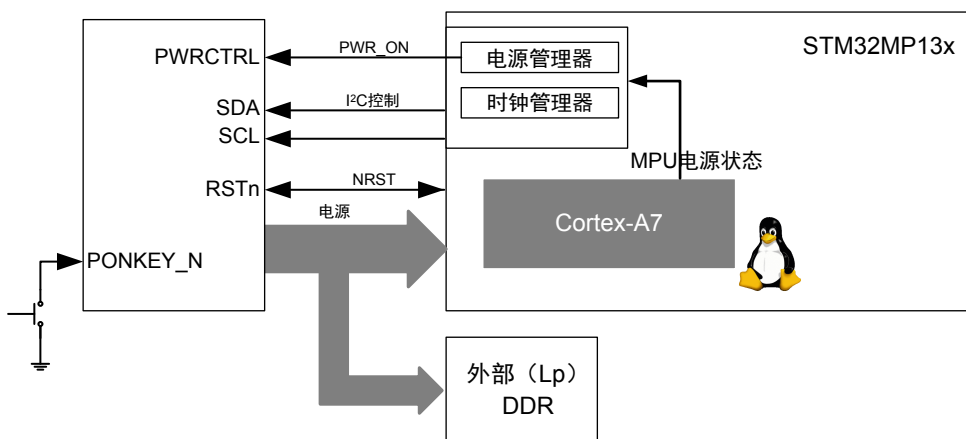 STM32MP13x
PWRCTRL
PWR_ON
电源管理器
SDA
I²C控制
时钟管理器
SCL
MPU电源状态
RSTn
NRST
电源
Cortex-A7
PONKEY_N
外部（Lp）
DDR